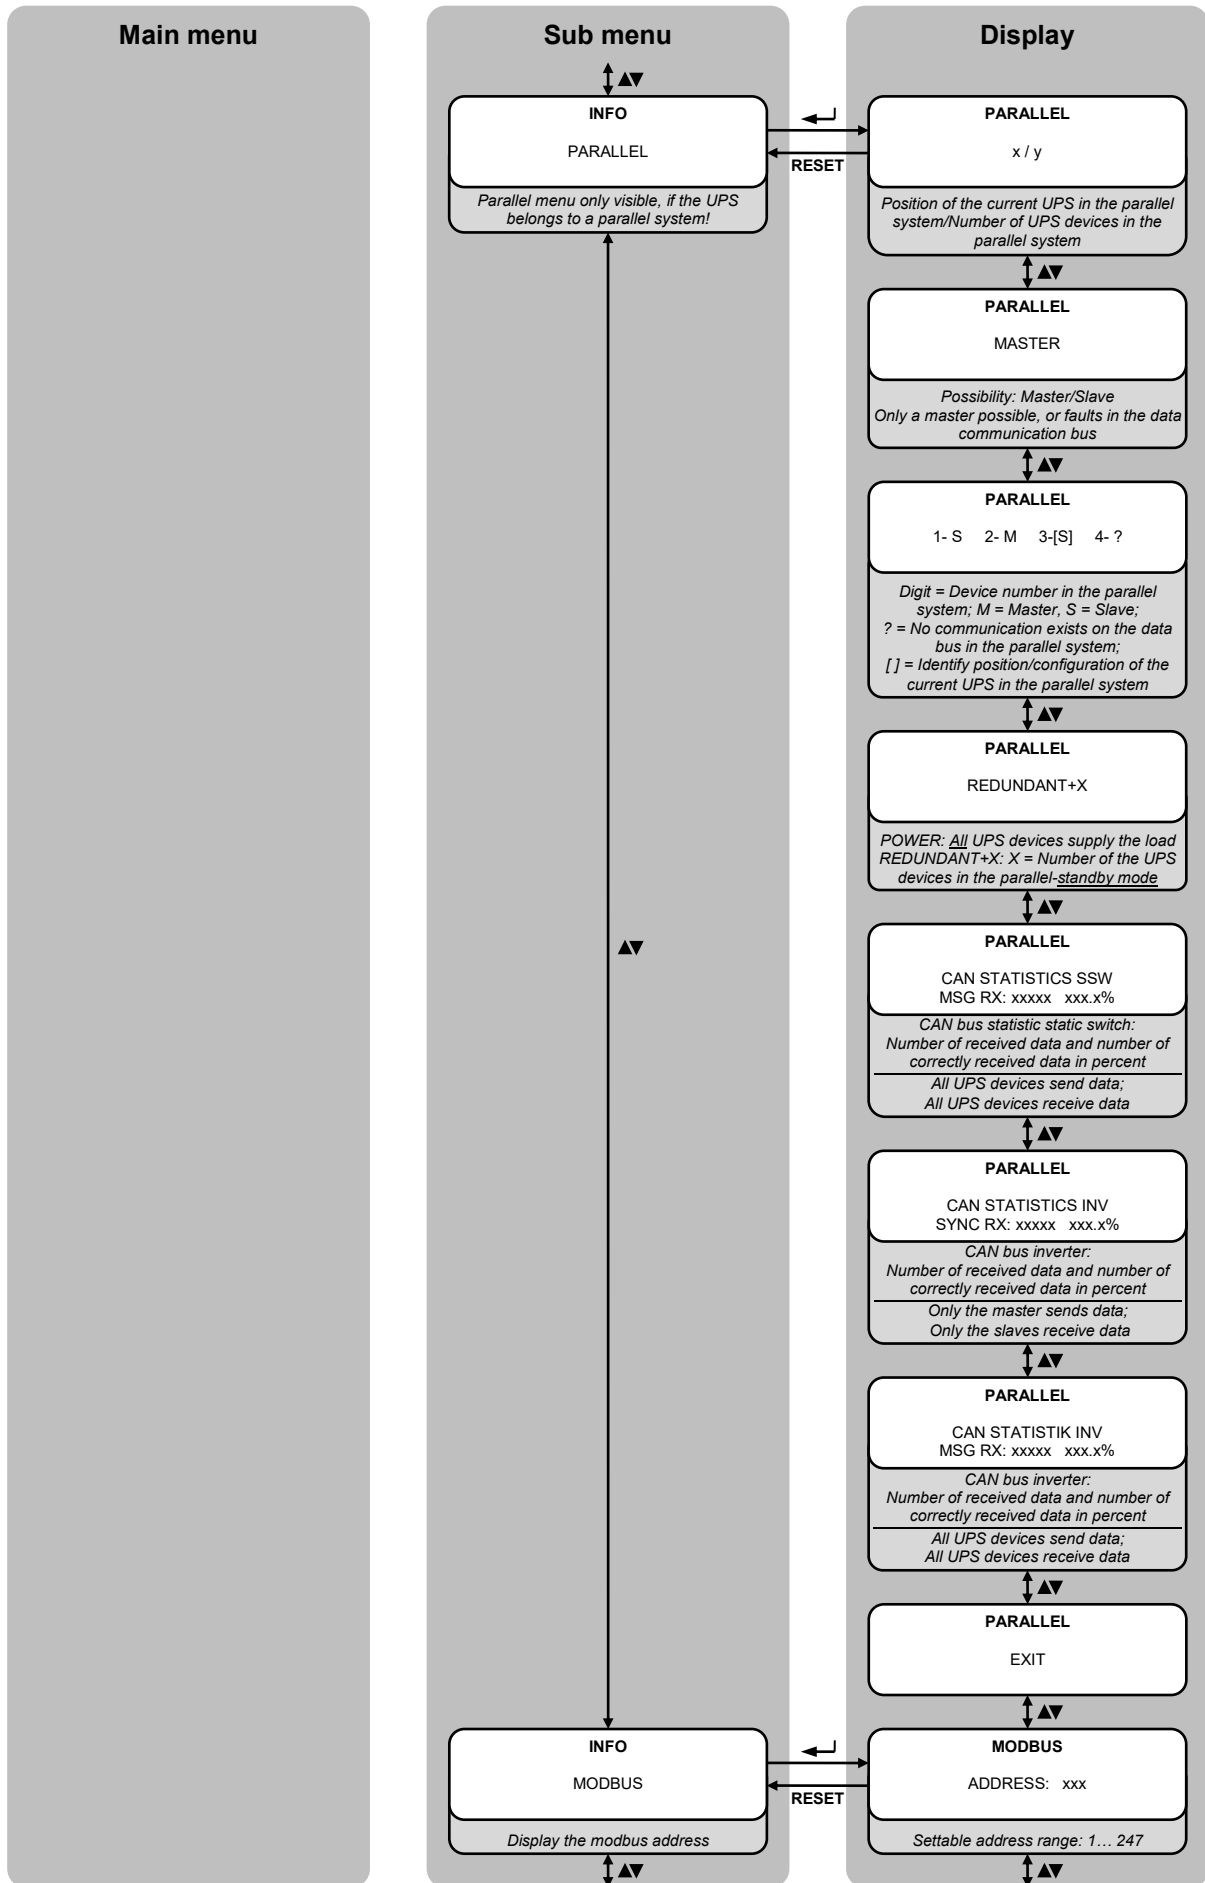 Main menu
Sub menu
Display
▲▼
INFO
PARALLEL
Parallel menu only visible, if the UPS
belongs to a parallel system!
RESET
PARALLEL
x / y
Position of the current UPS in the parallel
system/Number of UPS devices in the
parallel system
▲▼
PARALLEL
MASTER
Possibility: Master/Slave
Only a master possible, or faults in the data
communication bus
▲▼
PARALLEL
1- S 2- M 3-[S] 4- ?
Digit = Device number in the parallel
system; M = Master, S = Slave;
? = No communication exists on the data
bus in the parallel system;
[ ] = Identify position/configuration of the
current UPS in the parallel system
▲▼
PARALLEL
REDUNDANT+X
POWER: All UPS devices supply the load
REDUNDANT+X: X = Number of the UPS
devices in the parallel-standby mode
▲▼
▲▼
PARALLEL
CAN STATISTICS SSW
MSG RX: xxxxx xxx.x%
CAN bus statistic static switch:
Number of received data and number of
correctly received data in percent
All UPS devices send data;
All UPS devices receive data
▲▼
PARALLEL
CAN STATISTICS INV
SYNC RX: xxxxx xxx.x%
CAN bus inverter:
Number of received data and number of
correctly received data in percent
Only the master sends data;
Only the slaves receive data
▲▼
PARALLEL
CAN STATISTIK INV
MSG RX: xxxxx xxx.x%
CAN bus inverter:
Number of received data and number of
correctly received data in percent
All UPS devices send data;
All UPS devices receive data
▲▼
PARALLEL
EXIT
▲▼
INFO
MODBUS
Display the modbus address
▲▼
RESET
MODBUS
ADDRESS: xxx
Settable address range: 1… 247
▲▼